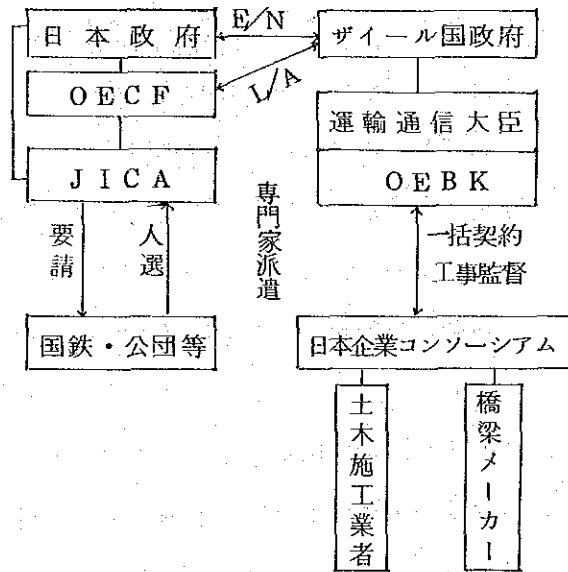 日本政府
E/N
ザイール国政府
OECF
L/A
運輸通信大臣
JICA
OEBK
専門家派遣
要請
人選
一括契約
工事監督
国鉄・公団等
日本企業コンソーシアム
土木施工業者
橋梁メーカー